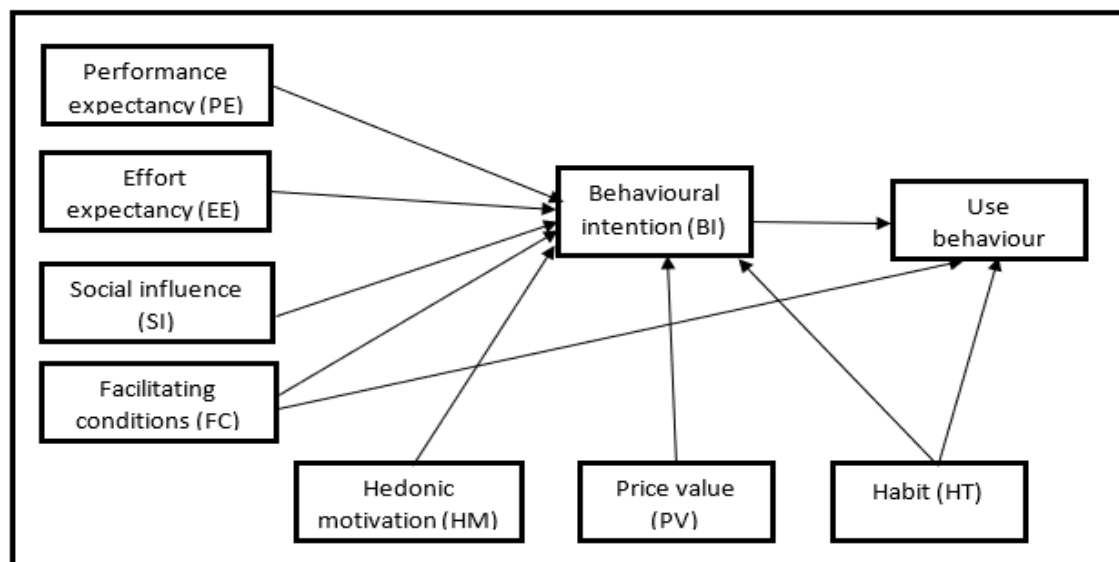 Performance
expectancy (PE)
Effort
expectancy (EE)
Behavioural
intention (BI)
Use
behaviour
Social influence
(SI)
Facilitating
conditions (FC)
Hedonic
motivation (HM)
Price value
(PV)
Habit (HT)